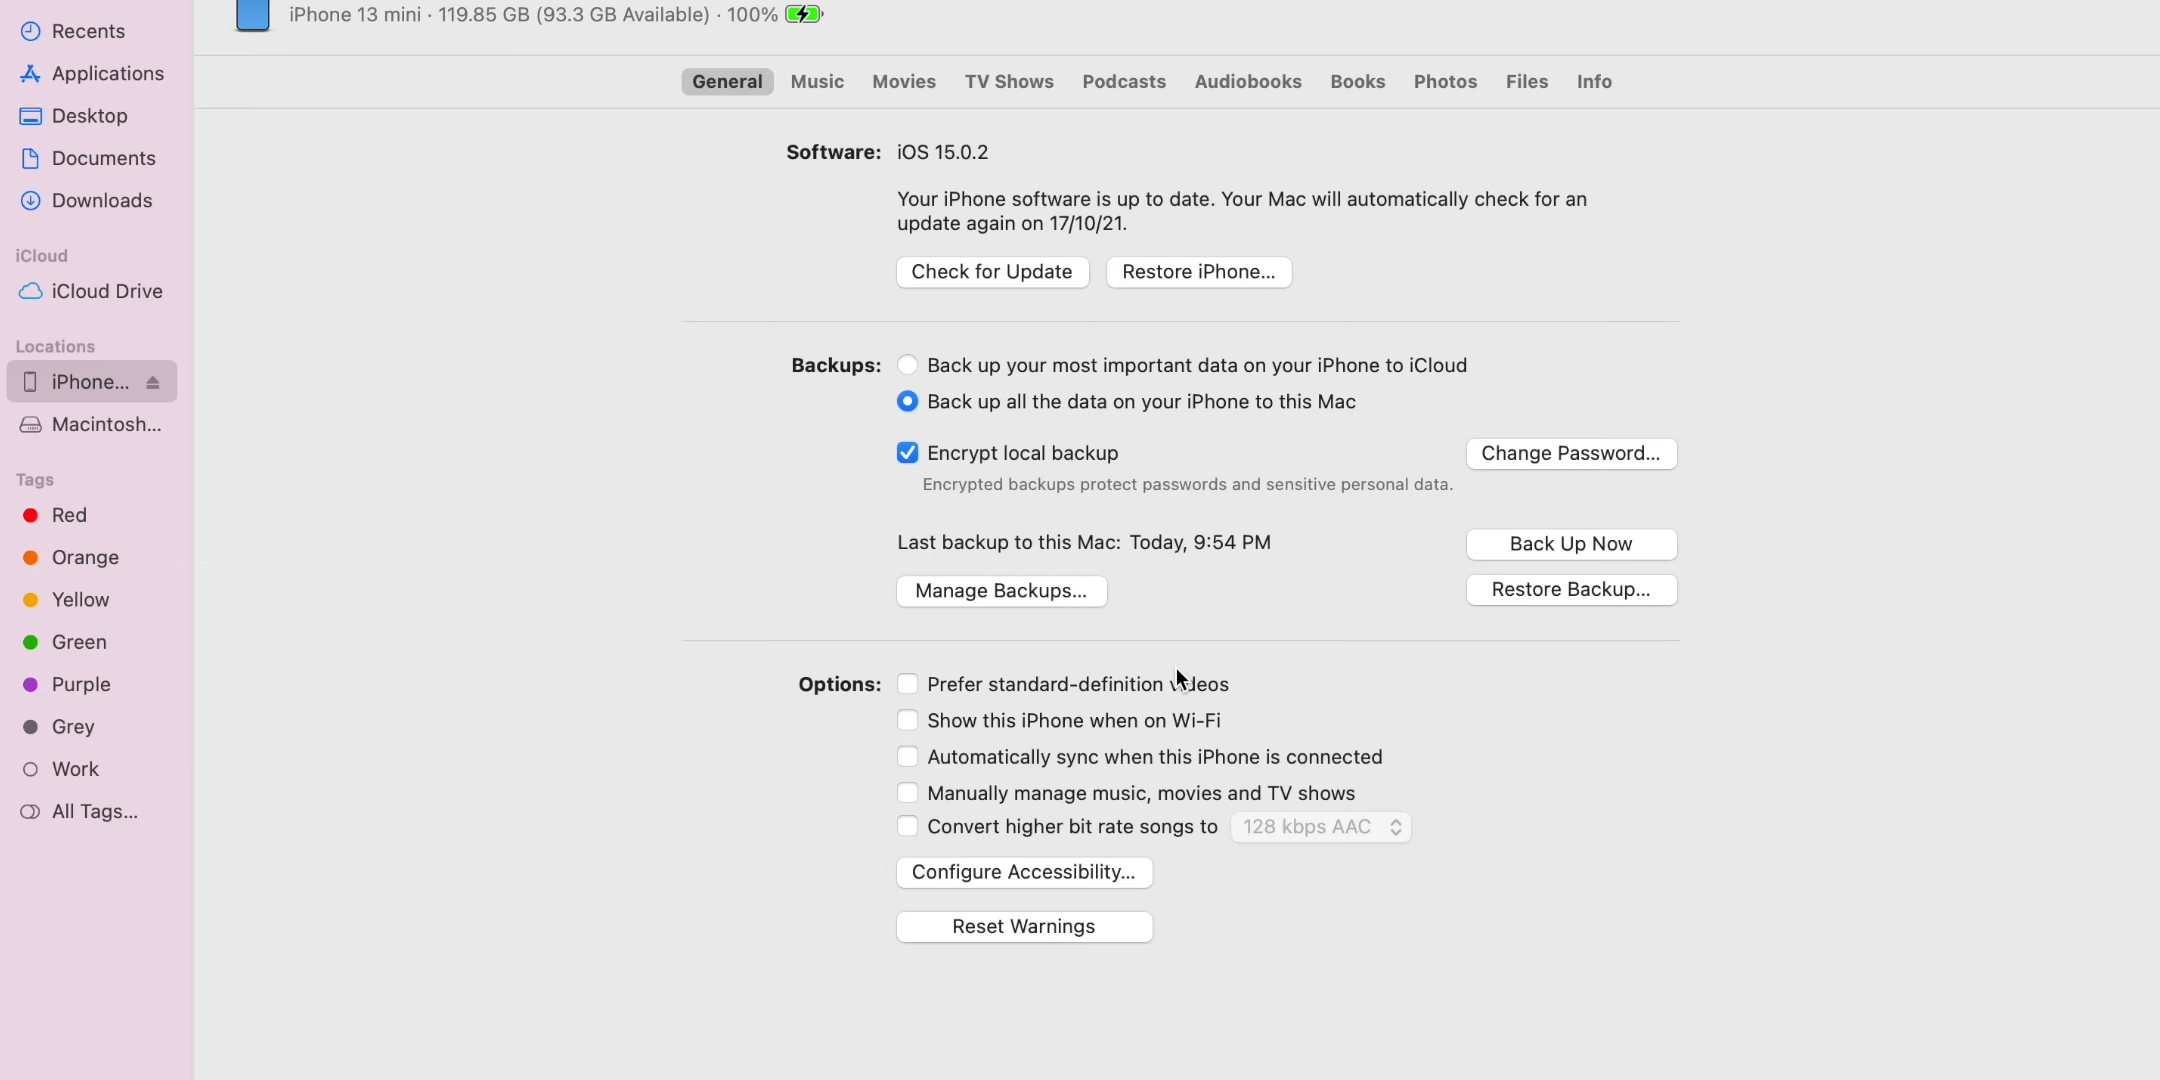 Recents
Applications
Desktop
Documents
Downloads
iCloud
iCloud Drive
Locations
iPhone...
Macintosh...
Tags
Red
Orange
Yellow
Green
Purple
Grey
Work
All Tags...
iPhone 13 mini · 119.85 GB (93.3 GB Available) · 100%
General Music Movies TV Shows Podcasts Audiobooks Books Photos Files Info
Software: iOS 15.0.2
Your iPhone software is up to date. Your Mac will automatically check for an
update again on 17/10/21.
Check for Update Restore iPhone...
Backups: Back up your most important data on your iPhone to iCloud
Back up all the data on your iPhone to this Mac
Encrypt local backup Change Password...
Encrypted backups protect passwords and sensitive personal data.
Last backup to this Mac: Today, 9:54 PM Back Up Now
Manage Backups... Restore Backup...
Options: Prefer standard-definition videos
Show this iPhone when on Wi-Fi
Automatically sync when this iPhone is connected
Manually manage music, movies and TV shows
Convert higher bit rate songs to 128 kbps AAC
Configure Accessibility...
Reset Warnings